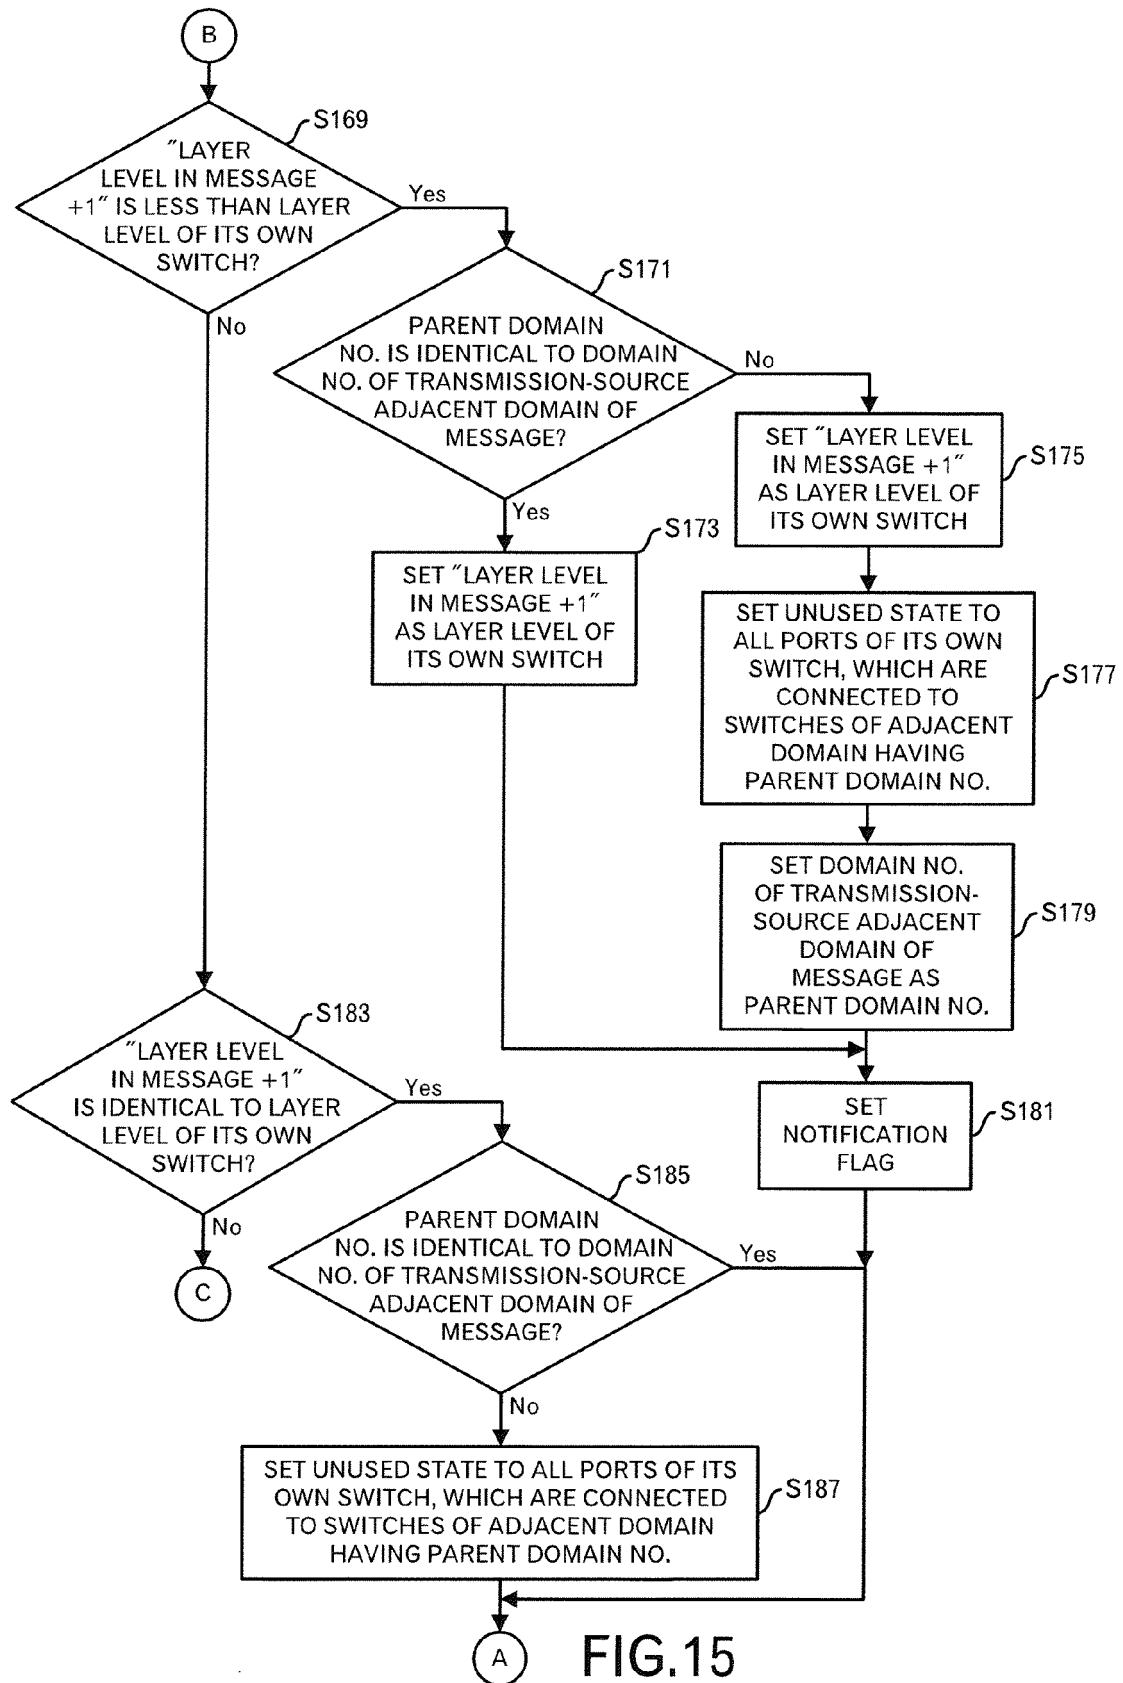 B
S169
"LAYER
LEVEL IN MESSAGE
+1" IS LESS THAN LAYER
LEVEL OF ITS OWN
SWITCH?
Yes
No
S171
PARENT DOMAIN
NO. IS IDENTICAL TO DOMAIN
NO. OF TRANSMISSION-SOURCE
ADJACENT DOMAIN OF
MESSAGE?
No
Yes
S175
SET "LAYER LEVEL
IN MESSAGE +1"
AS LAYER LEVEL OF
ITS OWN SWITCH
S173
SET "LAYER LEVEL
IN MESSAGE +1"
AS LAYER LEVEL OF
ITS OWN SWITCH
S177
SET UNUSED STATE TO
ALL PORTS OF ITS OWN
SWITCH, WHICH ARE
CONNECTED TO
SWITCHES OF ADJACENT
DOMAIN HAVING
PARENT DOMAIN NO.
S179
SET DOMAIN NO.
OF TRANSMISSION-
SOURCE ADJACENT
DOMAIN OF
MESSAGE AS
PARENT DOMAIN NO.
S183
"LAYER LEVEL
IN MESSAGE +1"
IS IDENTICAL TO LAYER
LEVEL OF ITS OWN
SWITCH?
Yes
No
C
S181
SET
NOTIFICATION
FLAG
S185
PARENT DOMAIN
NO. IS IDENTICAL TO DOMAIN
NO. OF TRANSMISSION-SOURCE
ADJACENT DOMAIN OF
MESSAGE?
Yes
No
S187
SET UNUSED STATE TO ALL PORTS OF ITS
OWN SWITCH, WHICH ARE CONNECTED
TO SWITCHES OF ADJACENT DOMAIN
HAVING PARENT DOMAIN NO.
A
FIG.15